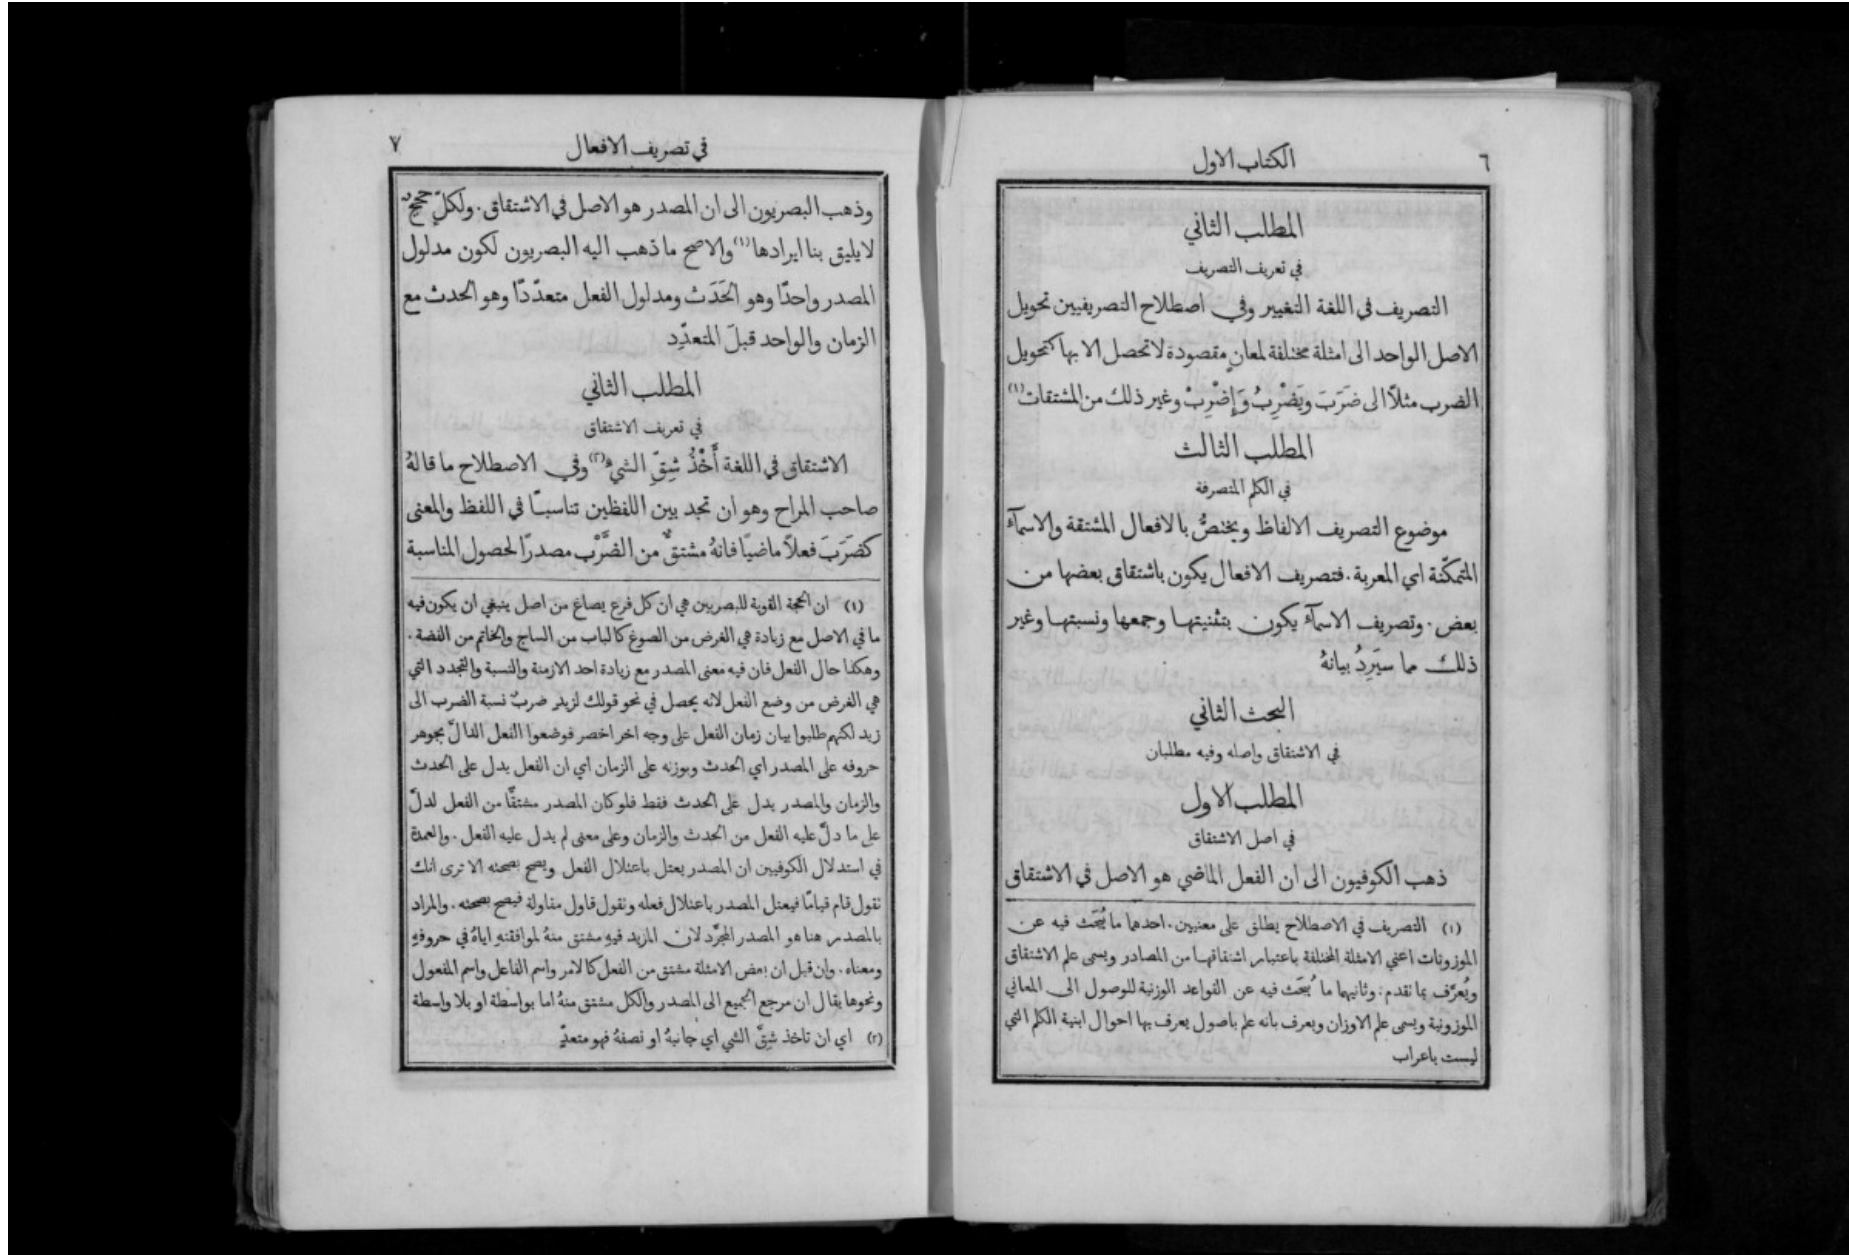 ٦
الكتاب الاول
المطلب الثاني
في تعريف التصريف
التصريف في اللغة التغيير وفي اصطلاح التصريفيين تحويل
الاصل الواحد الى امثلة مختلفة لمعانٍ مقصودة لا تحصل الا بها كتحويل
الضرب مثلًا الى ضَرَبَ ويَضْرِبُ وَإِضْرِبْ وغير ذلك من المشتقات (١)
المطلب الثالث
في الكلم المتصرفة
موضوع التصريف الالفاظ ويخنصُّ بالافعال المشتقة والاسمآء
المتمكّنة اي المعربة. فتصريف الافعال يكون باشتقاق بعضها من
بعض. وتصريف الاسمآء يكون بتثنيتها وجمعها ونسبتها وغير
ذلك مما سيَرِدُ بيانهُ
البحث الثاني
في الاشتقاق واصله وفيه مطلبان
المطلب الاول
في اصل الاشتقاق
ذهب الكوفيون الى ان الفعل الماضي هو الاصل في الاشتقاق
(١) التصريف في الاصطلاح يطلق على معنيين. احدهما ما يُبحَث فيه عن
الموزونات اعني الامثلة المختلفة باعتبار اشتقاقها من المصادر ويسمى علم الاشتقاق
ويُعرَّف بما تقدم. وثانيهما ما يُبحَث فيه عن القواعد الوزنية للوصول الى المعاني
الموزونية ويسمى علم الاوزان ويعرف بانه علم باصول يعرف بها احوال ابنية الكلم التي
ليست باعراب
في تصريف الافعال
٧
وذهب البصريون الى ان المصدر هو الاصل في الاشتقاق. ولكلٍّ حججٌ
لا يليق بنا ايرادها (١) والاصح ما ذهب اليه البصريون لكون مدلول
المصدر واحدًا وهو الحَدَث ومدلول الفعل متعدّدًا وهو الحدث مع
الزمان والواحد قبلَ المتعدّد
المطلب الثاني
في تعريف الاشتقاق
الاشتقاق في اللغة أَخْذُ شِقِّ الشيء (٢) وفي الاصطلاح ما قالهُ
صاحب المراح وهو ان تجد بين اللفظين تناسبًا في اللفظ والمعنى
كضَرَبَ فعلًا ماضيًا فانهُ مشتقٌّ من الضَّرْب مصدرًا لحصول المناسبة
(١) ان الحجة القوية للبصريين هي ان كل فرع يصاغ من اصل ينبغي ان يكون فيه
ما في الاصل مع زيادة هي الغرض من الصوغ كالباب من الساج والخاتم من الفضة.
وهكذا حال الفعل فان فيه معنى المصدر مع زيادة احد الازمنة والنسبة والتجدد التي
هي الغرض من وضع الفعل لانه يحصل في نحو قولك لزيدٍ ضربٌ نسبة الضرب الى
زيد لكنهم طلبوا بيان زمان الفعل على وجه اخر اخصر فوضعوا الفعل الدالّ بجوهر
حروفه على المصدر اي الحدث وبوزنه على الزمان اي ان الفعل يدل على الحدث
والزمان والمصدر يدل على الحدث فقط فلو كان المصدر مشتقًّا من الفعل لدلّ
على ما دلّ عليه الفعل من الحدث والزمان وعلى معنى لم يدل عليه الفعل. والعمدة
في استدلال الكوفيين ان المصدر يعتل باعتلال الفعل ويصح بصحته الا ترى انك
تقول قام قيامًا فيعتل المصدر باعتلال فعله وتقول قاول مقاولة فيصح بصحته. والمراد
بالمصدر هنا هو المصدر المجرَّد لان المزيد فيهِ مشتق منهُ لموافقتهِ اياهُ في حروفهِ
ومعناه. وان قيل ان بعض الامثلة مشتق من الفعل كالامر واسم الفاعل واسم المفعول
ونحوها يقال ان مرجع الجميع الى المصدر والكل مشتق منهُ اما بواسطة او بلا واسطة
(٢) اي ان تاخذ شِقَّ الشي اي جانبهُ او نصفهُ فهو متعدٍّ